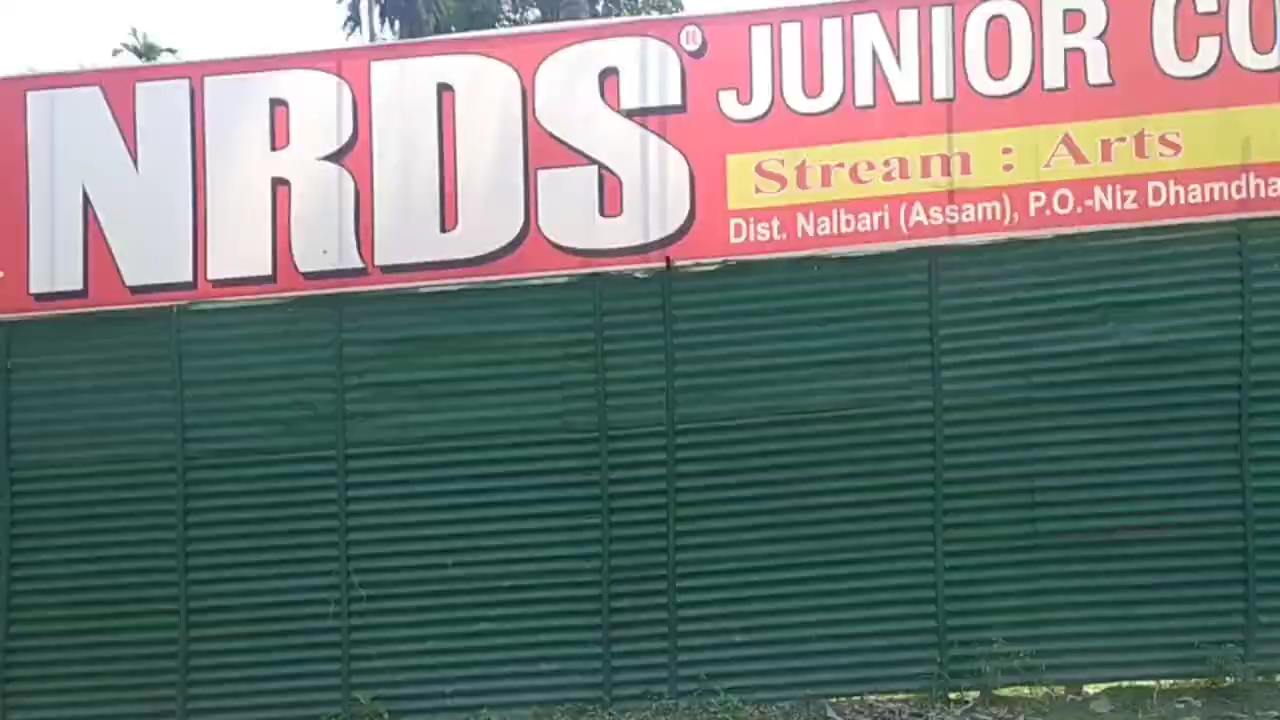 NRDS® JUNIOR CO
Stream : Arts
Dist. Nalbari (Assam), P.O.-Niz Dhamdha